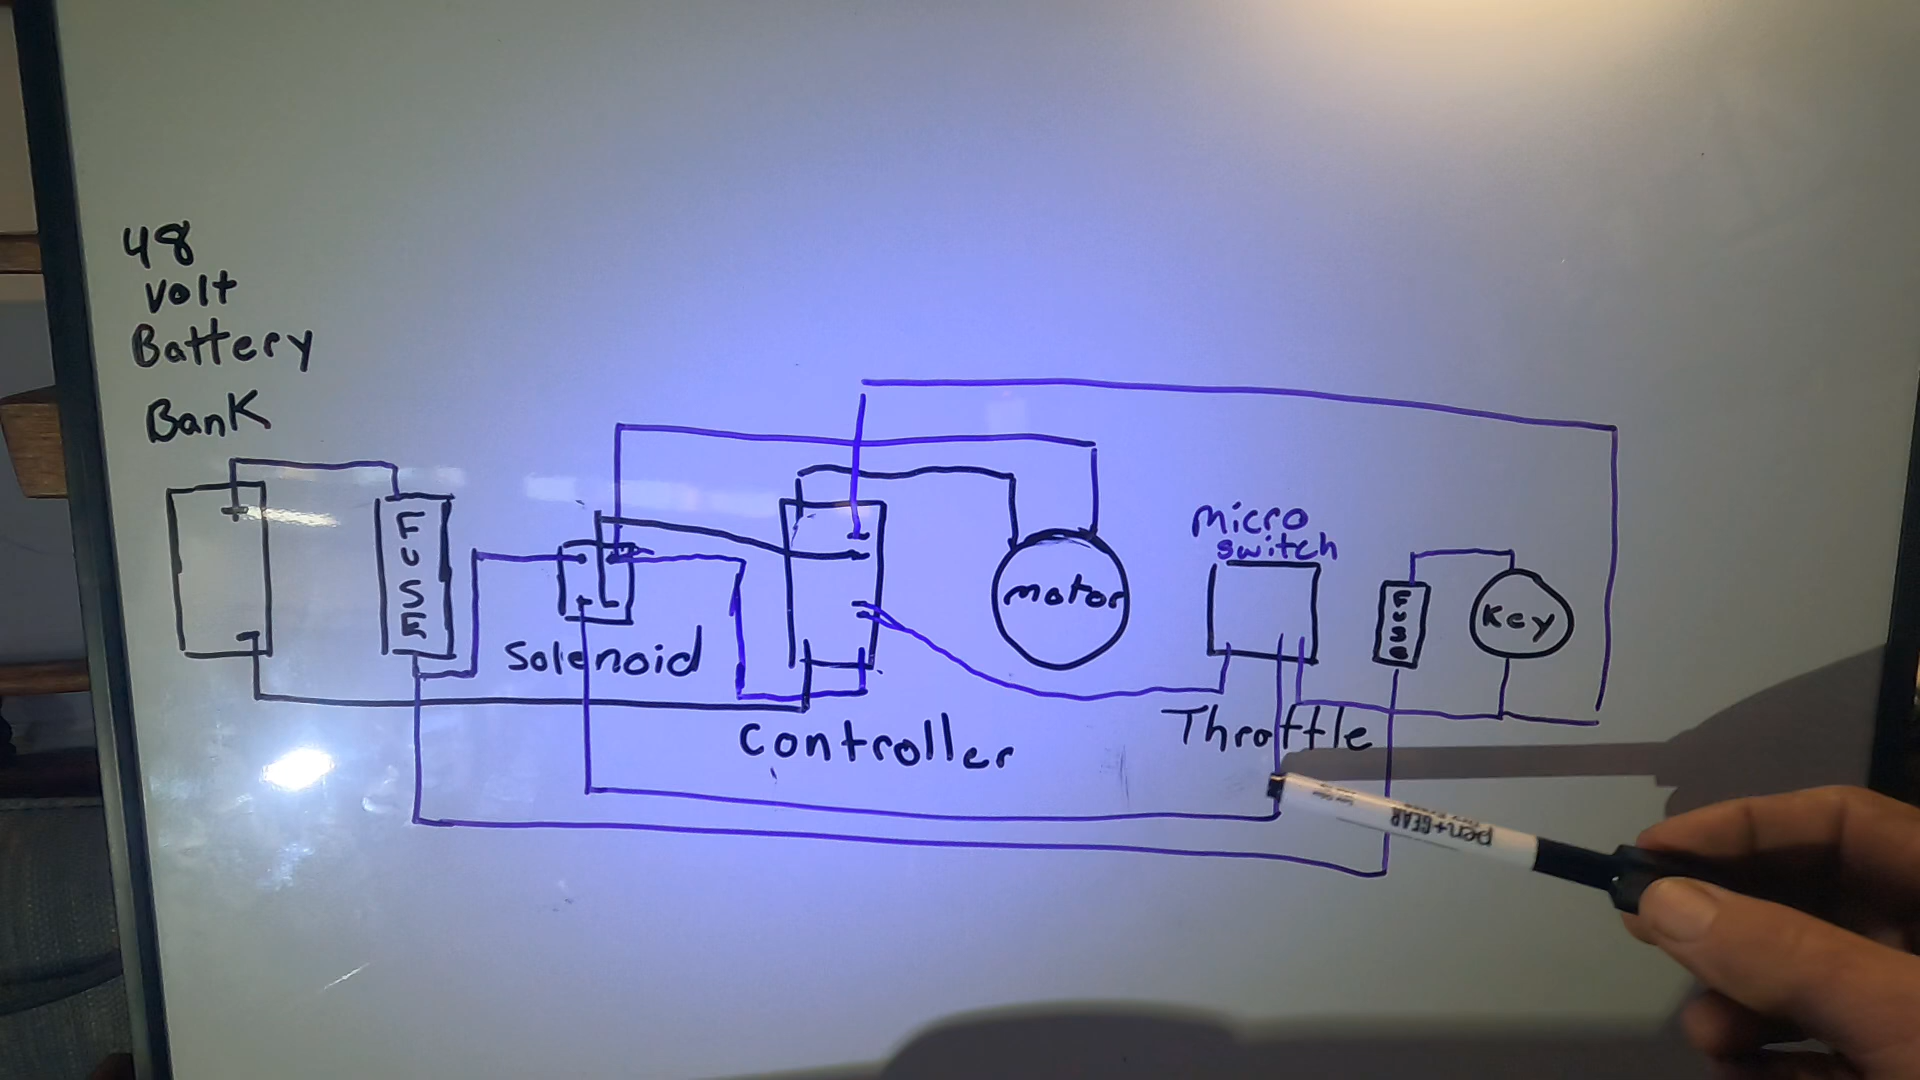 48
Volt
Battery
Bank
FUSE
Solenoid
Controller
motor
micro
switch
Throttle
FUSE
Key
pen+GEAR